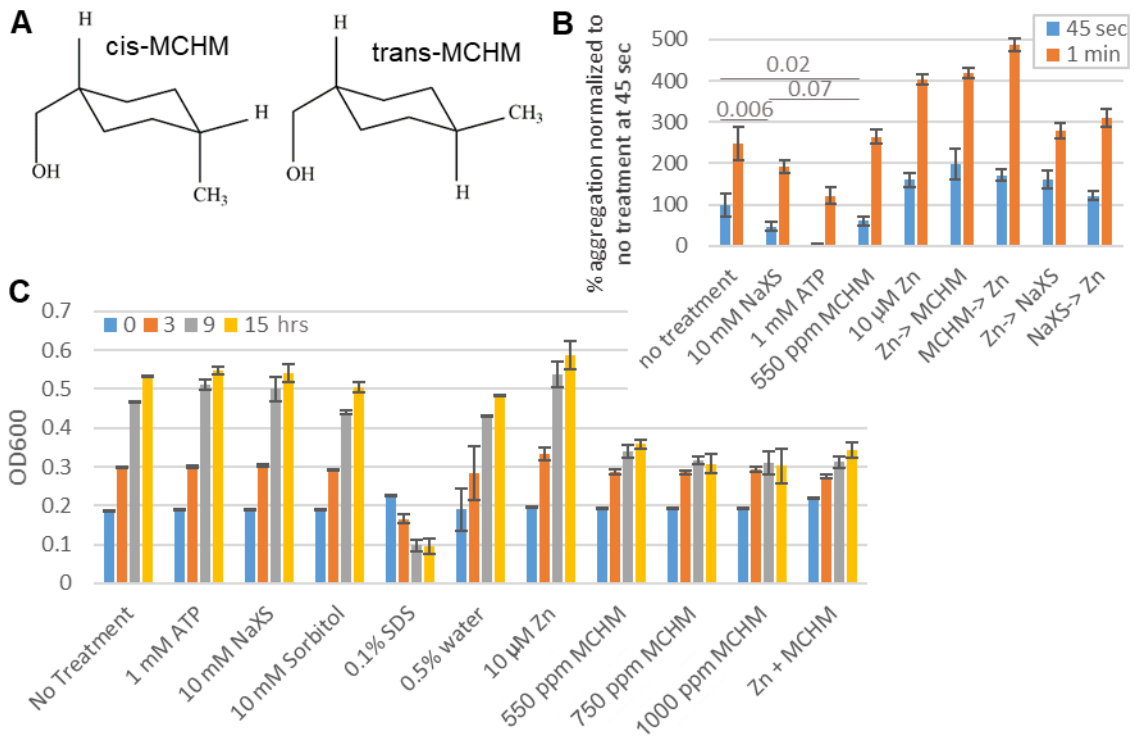 A
H
cis-MCHM
H
OH
CH₃
H
trans-MCHM
CH₃
OH
H
B
% aggregation normalized to
no treatment at 45 sec
500
400
300
200
100
0
45 sec
1 min
0.02
0.07
0.006
no treatment
10 mM NaXS
1 mM ATP
550 ppm MCHM
10 µM Zn
Zn-> MCHM
MCHM-> Zn
Zn-> NaXS
NaXS-> Zn
C
OD600
0.7
0.6
0.5
0.4
0.3
0.2
0.1
0
0 3 9 15 hrs
No Treatment
1 mM ATP
10 mM NaXS
10 mM Sorbitol
0.1% SDS
0.5% water
10 µM Zn
550 ppm MCHM
750 ppm MCHM
1000 ppm MCHM
Zn + MCHM